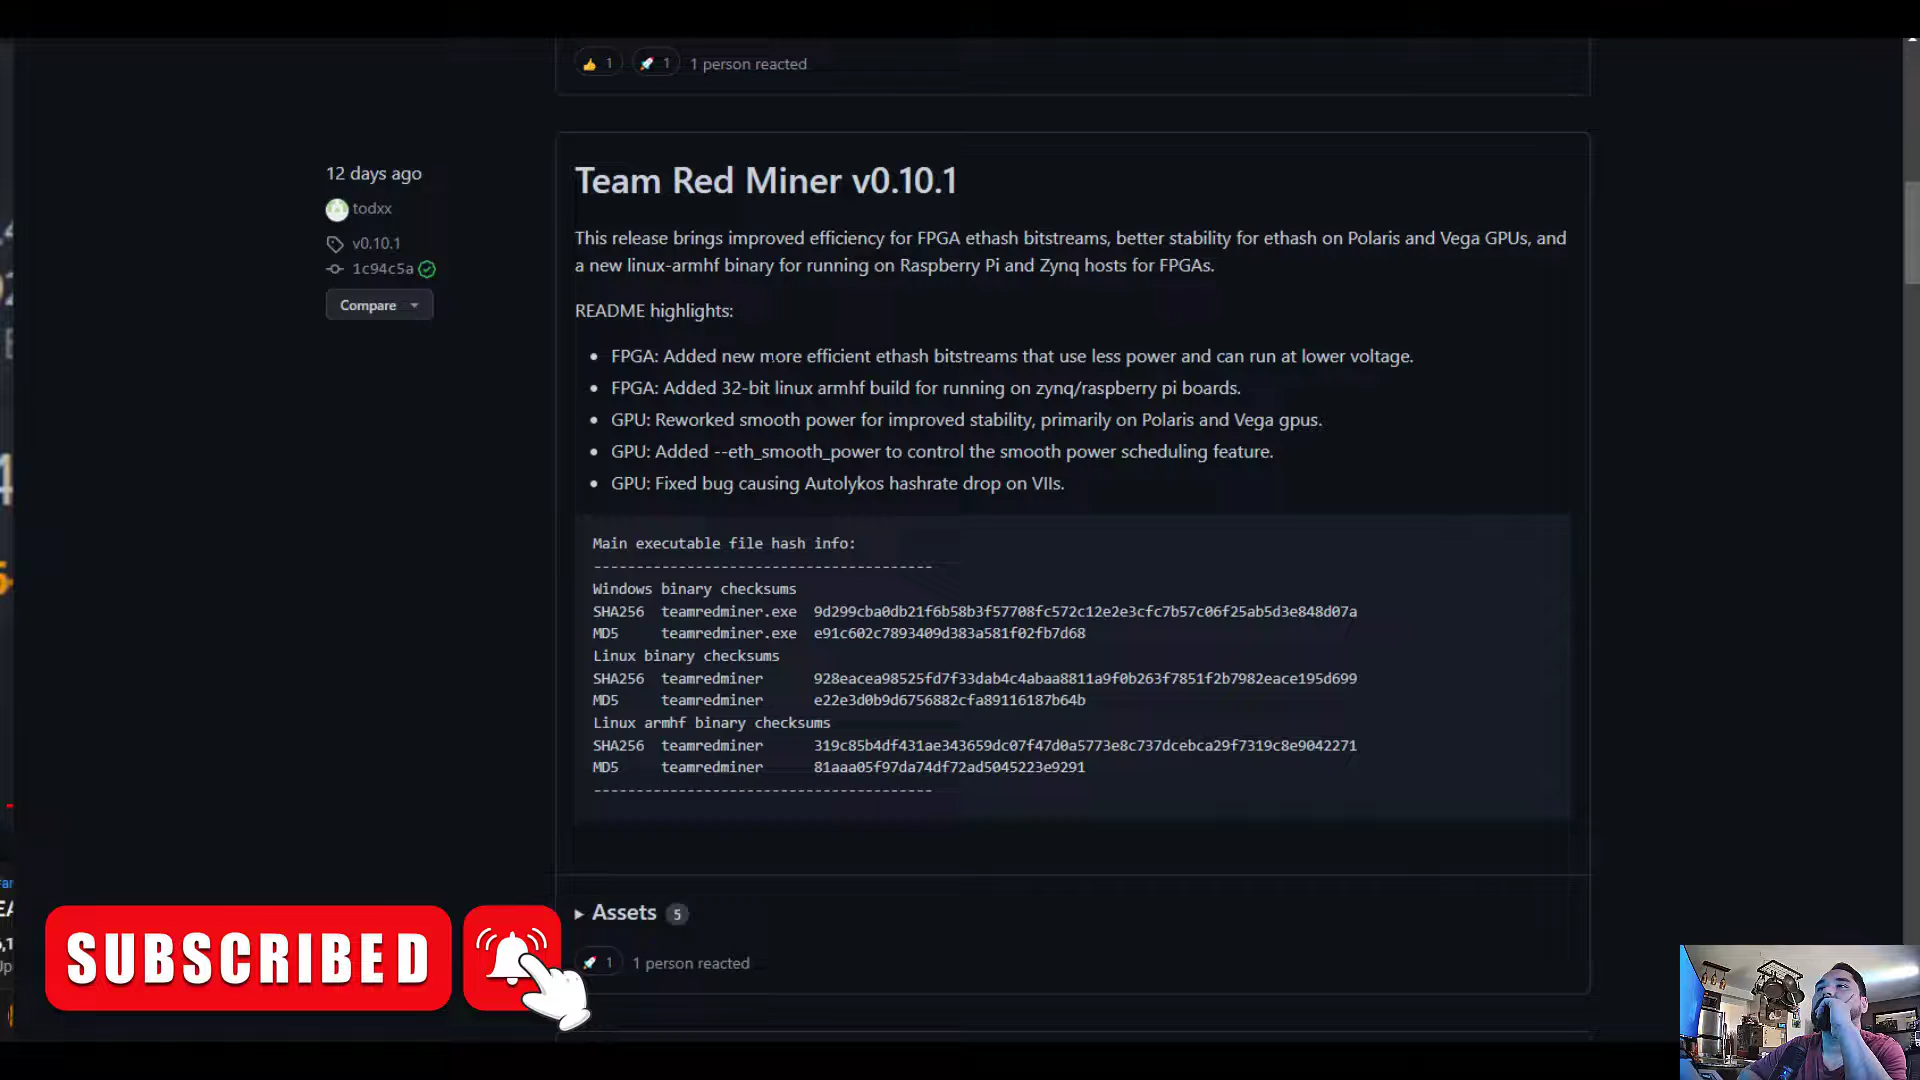 👍 1 🚀 1 1 person reacted
12 days ago
todxx
v0.10.1
1c94c5a
Compare
Team Red Miner v0.10.1
This release brings improved efficiency for FPGA ethash bitstreams, better stability for ethash on Polaris and Vega GPUs, and
a new linux-armhf binary for running on Raspberry Pi and Zynq hosts for FPGAs.
README highlights:
• FPGA: Added new more efficient ethash bitstreams that use less power and can run at lower voltage.
• FPGA: Added 32-bit linux armhf build for running on zynq/raspberry pi boards.
• GPU: Reworked smooth power for improved stability, primarily on Polaris and Vega gpus.
• GPU: Added --eth_smooth_power to control the smooth power scheduling feature.
• GPU: Fixed bug causing Autolykos hashrate drop on VIIs.
Main executable file hash info:
----------------------------------------
Windows binary checksums
SHA256 teamredminer.exe 9d299cba0db21f6b58b3f57708fc572c12e2e3cfc7b57c06f25ab5d3e848d07a
MD5 teamredminer.exe e91c602c7893409d383a581f02fb7d68
Linux binary checksums
SHA256 teamredminer 928eacea98525fd7f33dab4c4abaa8811a9f0b263f7851f2b7982eace195d699
MD5 teamredminer e22e3d0b9d6756882cfa89116187b64b
Linux armhf binary checksums
SHA256 teamredminer 319c85b4df431ae343659dc07f47d0a5773e8c737dcebca29f7319c8e9042271
MD5 teamredminer 81aaa05f97da74df72ad5045223e9291
----------------------------------------
Assets 5
🚀 1 1 person reacted
SUBSCRIBED